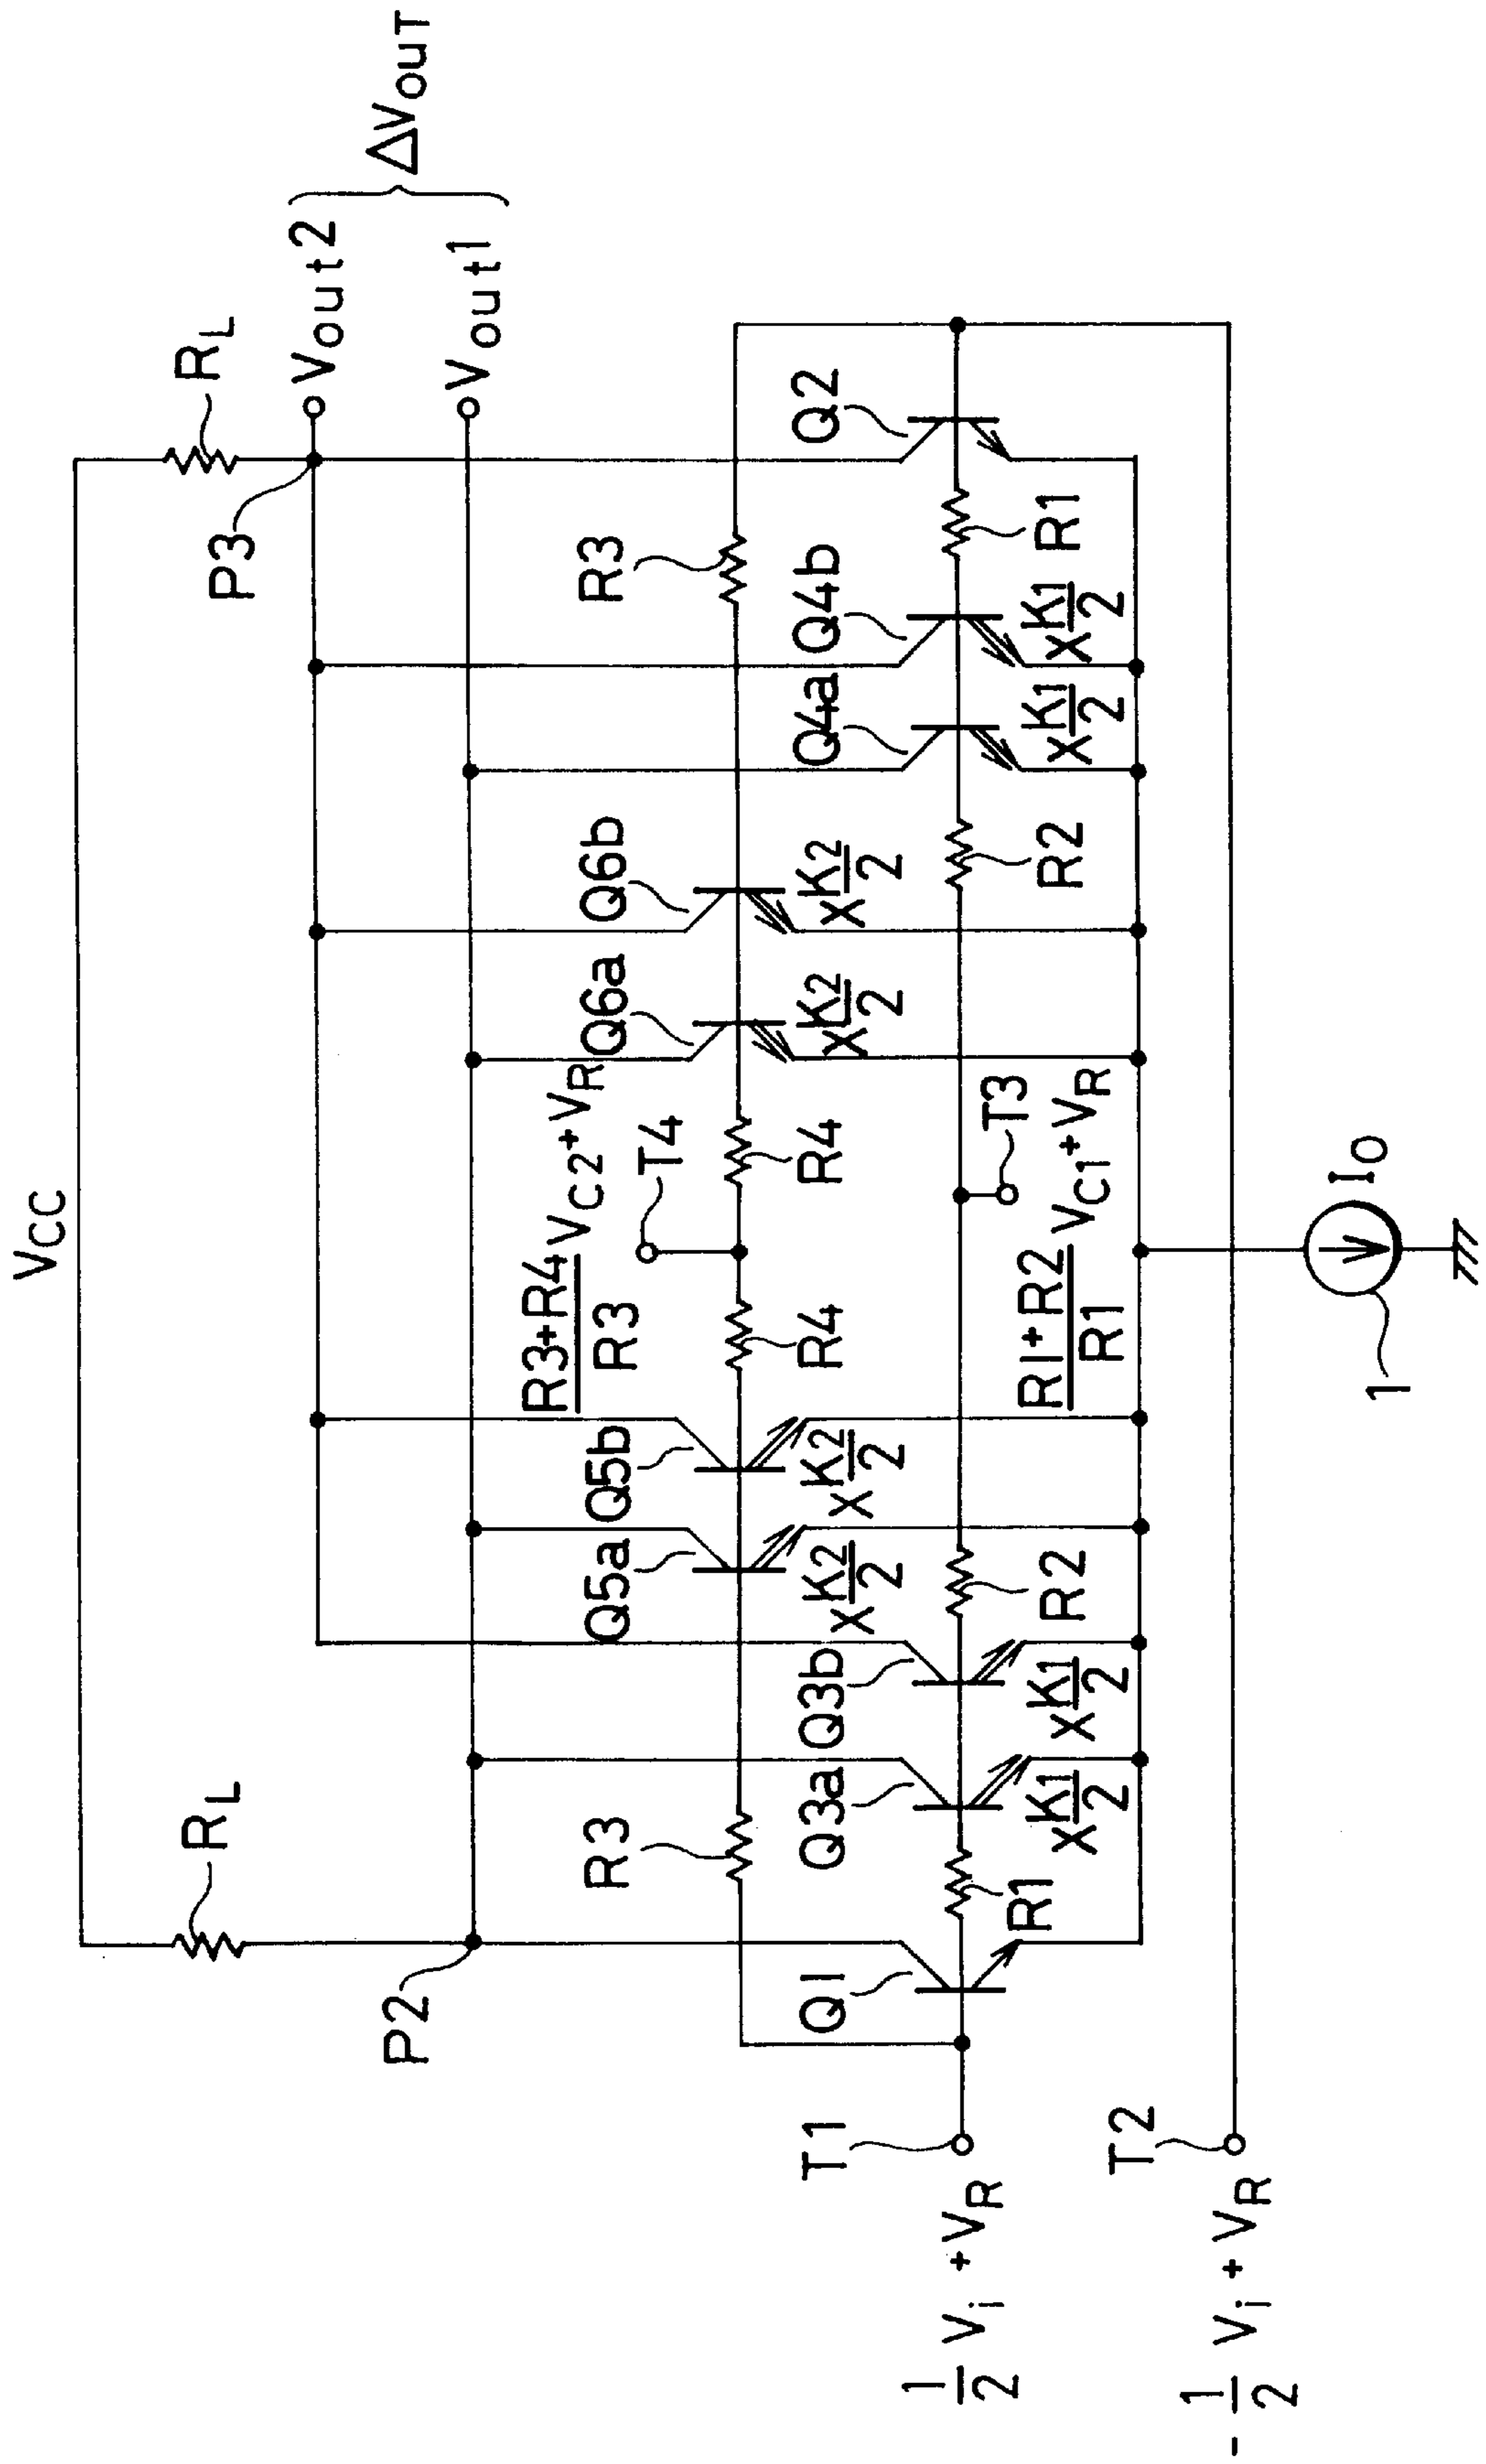 VCC
RL
RL
P3
Vout2
ΔVOUT
Vout1
P2
R3
Q5a
x K2/2
Q5b
x K2/2
R3+R4/R3 VC2+VR
T4
R4
R4
Q6a
x K2/2
Q6b
x K2/2
R3
Q1
R1
Q3a
x K1/2
Q3b
x K1/2
R2
R1+R2/R1 VC1+VR
T3
R2
Q4a
x K1/2
Q4b
x K1/2
R1
Q2
T1
1/2 Vi + VR
T2
- 1/2 Vi + VR
1
IO